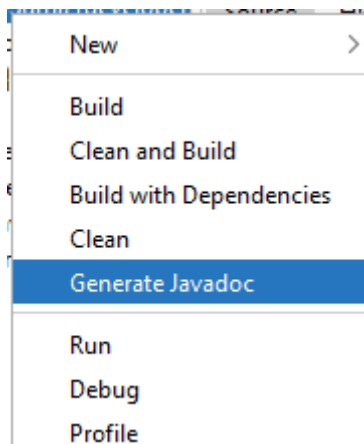 New
Build
Clean and Build
Build with Dependencies
Clean
Generate Javadoc
Run
Debug
Profile